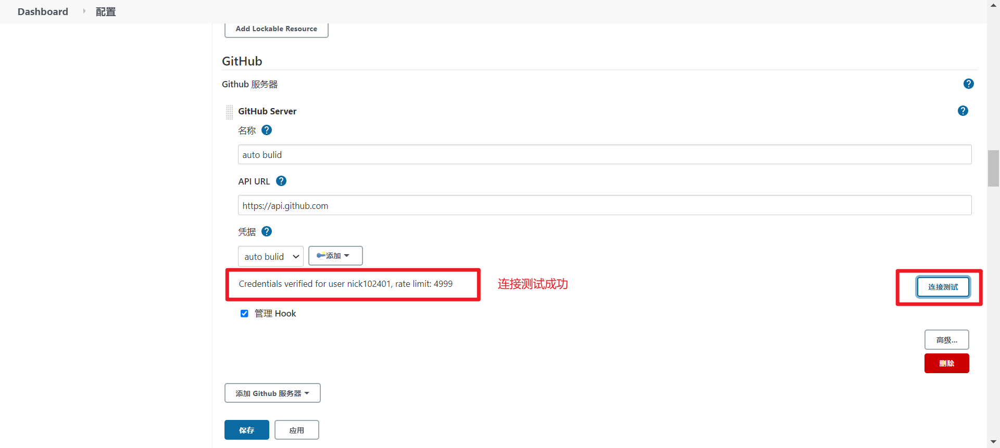 Dashboard 配置
Add Lockable Resource
GitHub
Github 服务器
GitHub Server
名称
auto bulid
API URL
https://api.github.com
凭据
auto bulid 添加
Credentials verified for user nick102401, rate limit: 4999 连接测试成功 连接测试
管理 Hook
高级...
删除
添加 Github 服务器
保存 应用